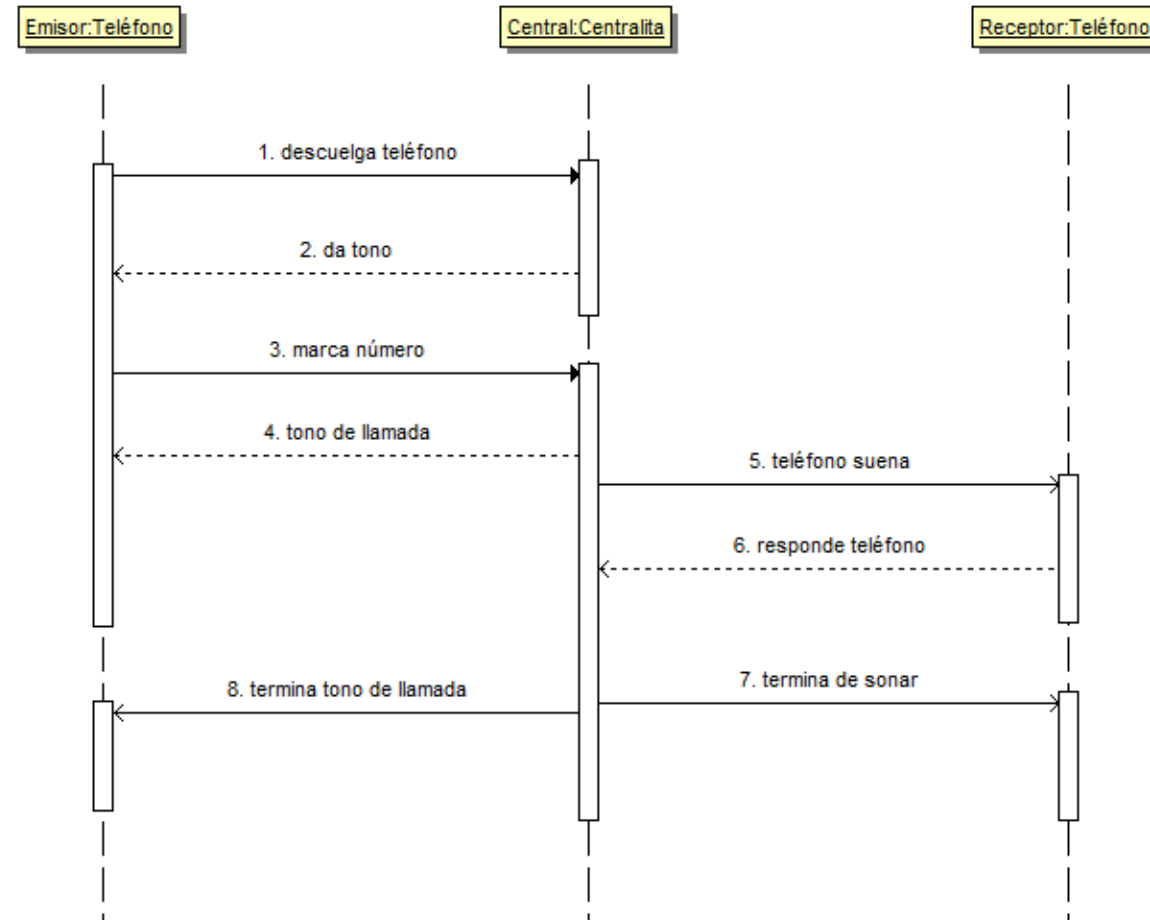 Emisor:Teléfono
Central:Centralita
Receptor:Teléfono
1. descuelga teléfono
2. da tono
3. marca número
4. tono de llamada
5. teléfono suena
6. responde teléfono
7. termina de sonar
8. termina tono de llamada